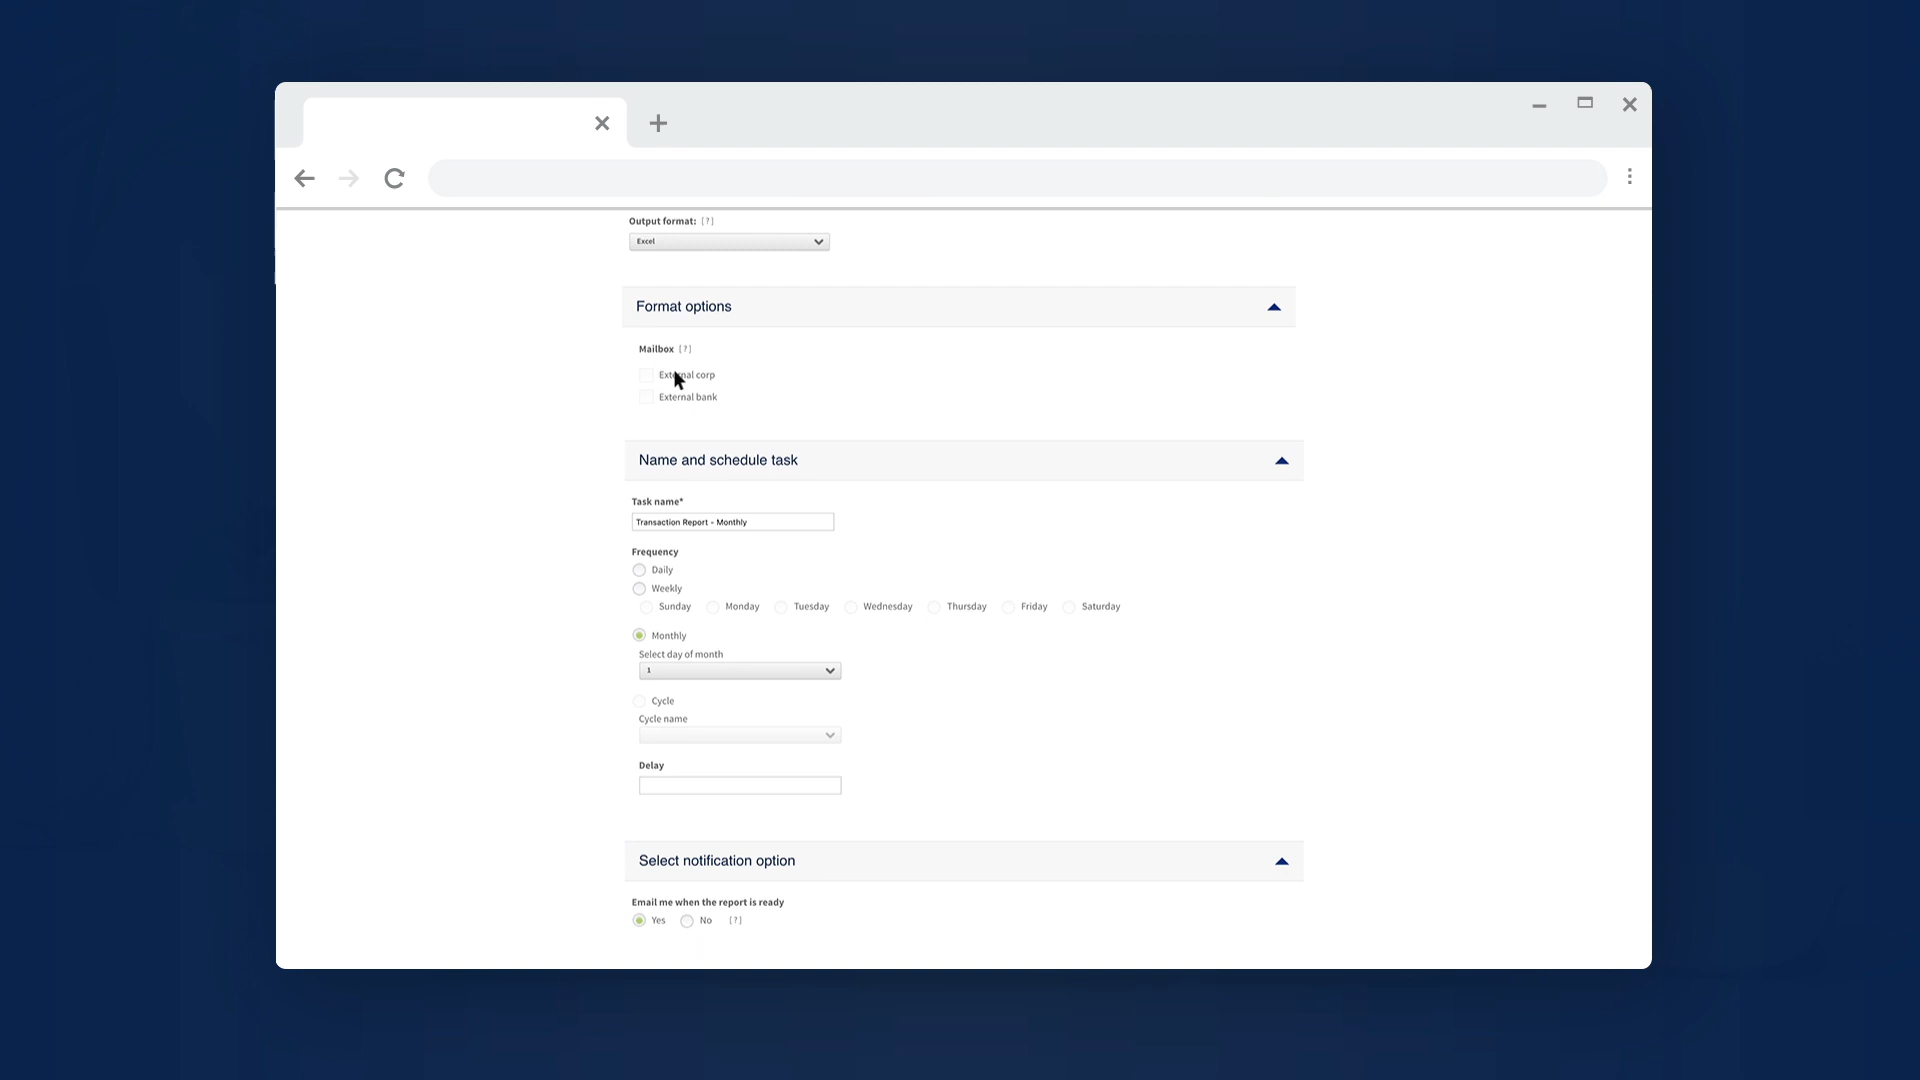 Output format: [?]
Excel
Format options
Mailbox [?]
External corp
External bank
Name and schedule task
Task name*
Transaction Report - Monthly
Frequency
Daily
Weekly
Sunday Monday Tuesday Wednesday Thursday Friday Saturday
Monthly
Select day of month
1
Cycle
Cycle name
Delay
Select notification option
Email me when the report is ready
Yes No [?]